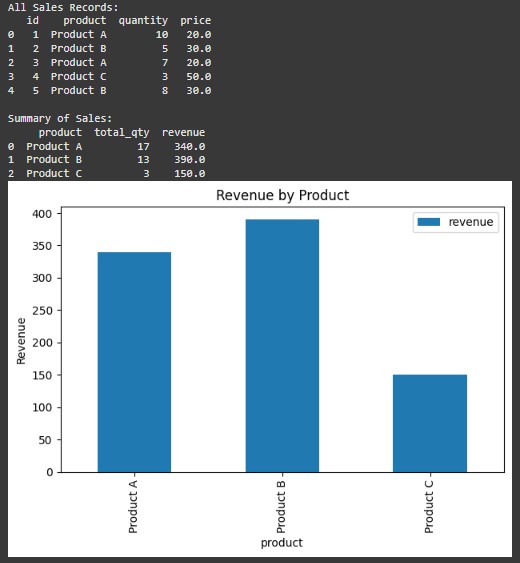 All Sales Records:
   id    product  quantity  price
0   1  Product A        10   20.0
1   2  Product B         5   30.0
2   3  Product A         7   20.0
3   4  Product C         3   50.0
4   5  Product B         8   30.0
Summary of Sales:
     product  total_qty  revenue
0  Product A         17    340.0
1  Product B         13    390.0
2  Product C          3    150.0
Revenue by Product
revenue
400
350
300
250
200
150
100
50
0
Revenue
Product A
Product B
Product C
product